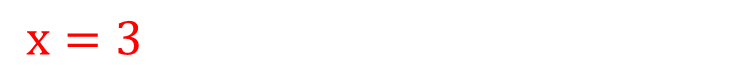 x = 3